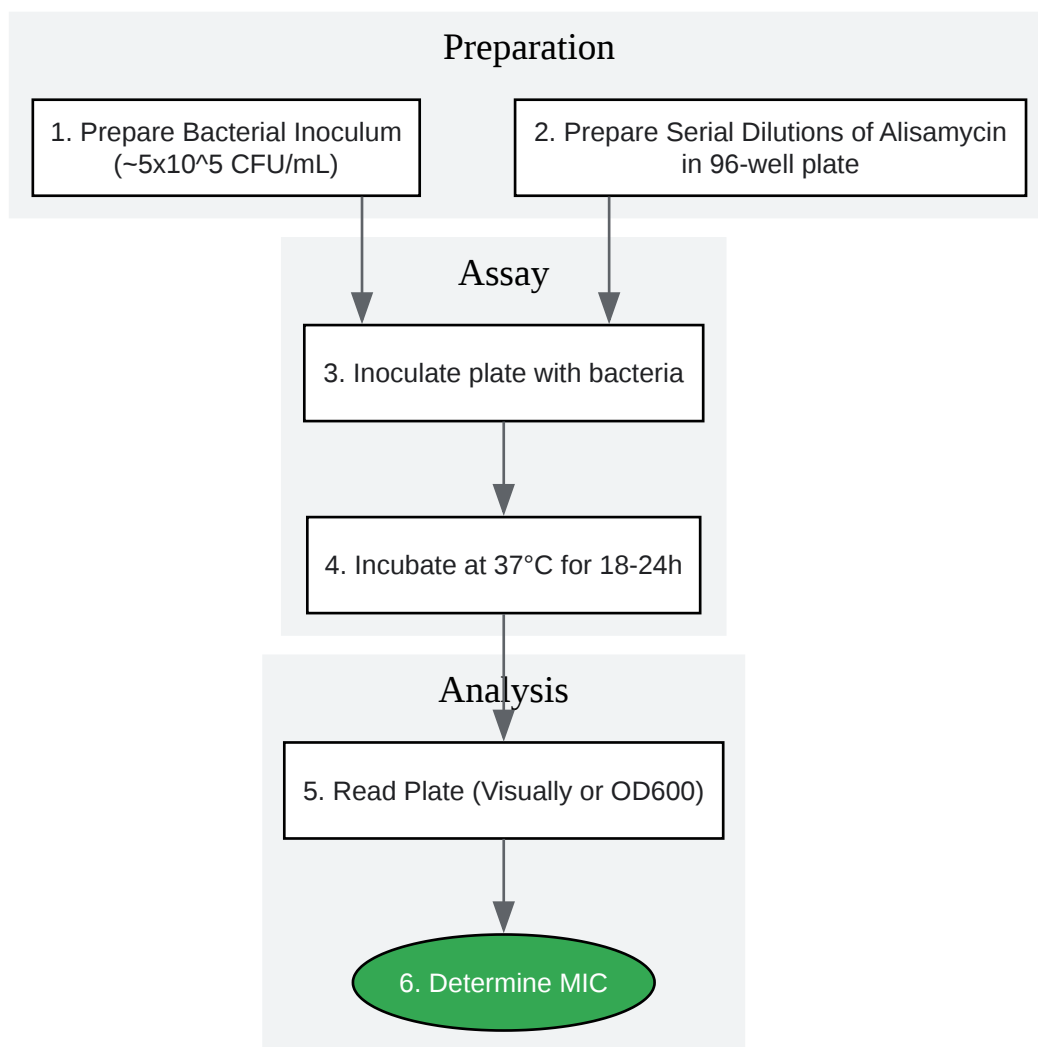 Preparation
1. Prepare Bacterial Inoculum
(~5x10^5 CFU/mL)
2. Prepare Serial Dilutions of Alisamycin
in 96-well plate
Assay
3. Inoculate plate with bacteria
4. Incubate at 37°C for 18-24h
Analysis
5. Read Plate (Visually or OD600)
6. Determine MIC